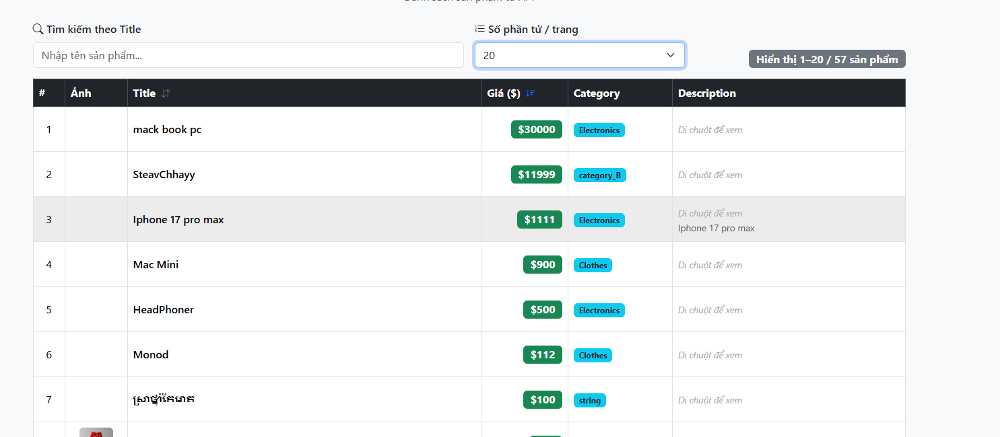 Tìm kiếm theo Title
Số phần tử / trang
Nhập tên sản phẩm...
20
Hiển thị 1–20 / 57 sản phẩm
# Ảnh Title Giá ($) Category Description
1 mack book pc $30000 Electronics Di chuột để xem
2 SteavChhayy $11999 category_B Di chuột để xem
3 Iphone 17 pro max $1111 Electronics Di chuột để xem
Iphone 17 pro max
4 Mac Mini $900 Clothes Di chuột để xem
5 HeadPhoner $500 Electronics Di chuột để xem
6 Monod $112 Clothes Di chuột để xem
7 ស្រាថ្នាំកែរោគ $100 string Di chuột để xem